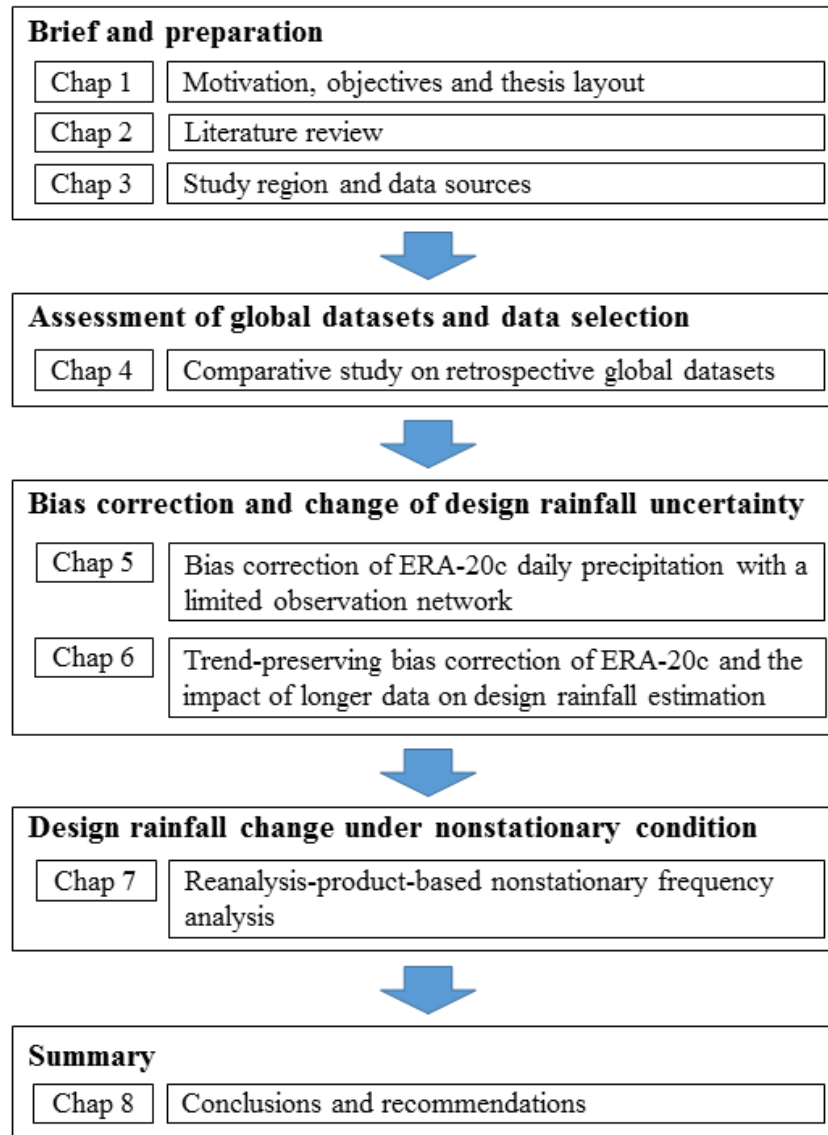 Brief and preparation
Chap 1
Motivation, objectives and thesis layout
Chap 2
Literature review
Chap 3
Study region and data sources
Assessment of global datasets and data selection
Chap 4
Comparative study on retrospective global datasets
Bias correction and change of design rainfall uncertainty
Chap 5
Bias correction of ERA-20c daily precipitation with a
limited observation network
Chap 6
Trend-preserving bias correction of ERA-20c and the
impact of longer data on design rainfall estimation
Design rainfall change under nonstationary condition
Chap 7
Reanalysis-product-based nonstationary frequency
analysis
Summary
Chap 8
Conclusions and recommendations